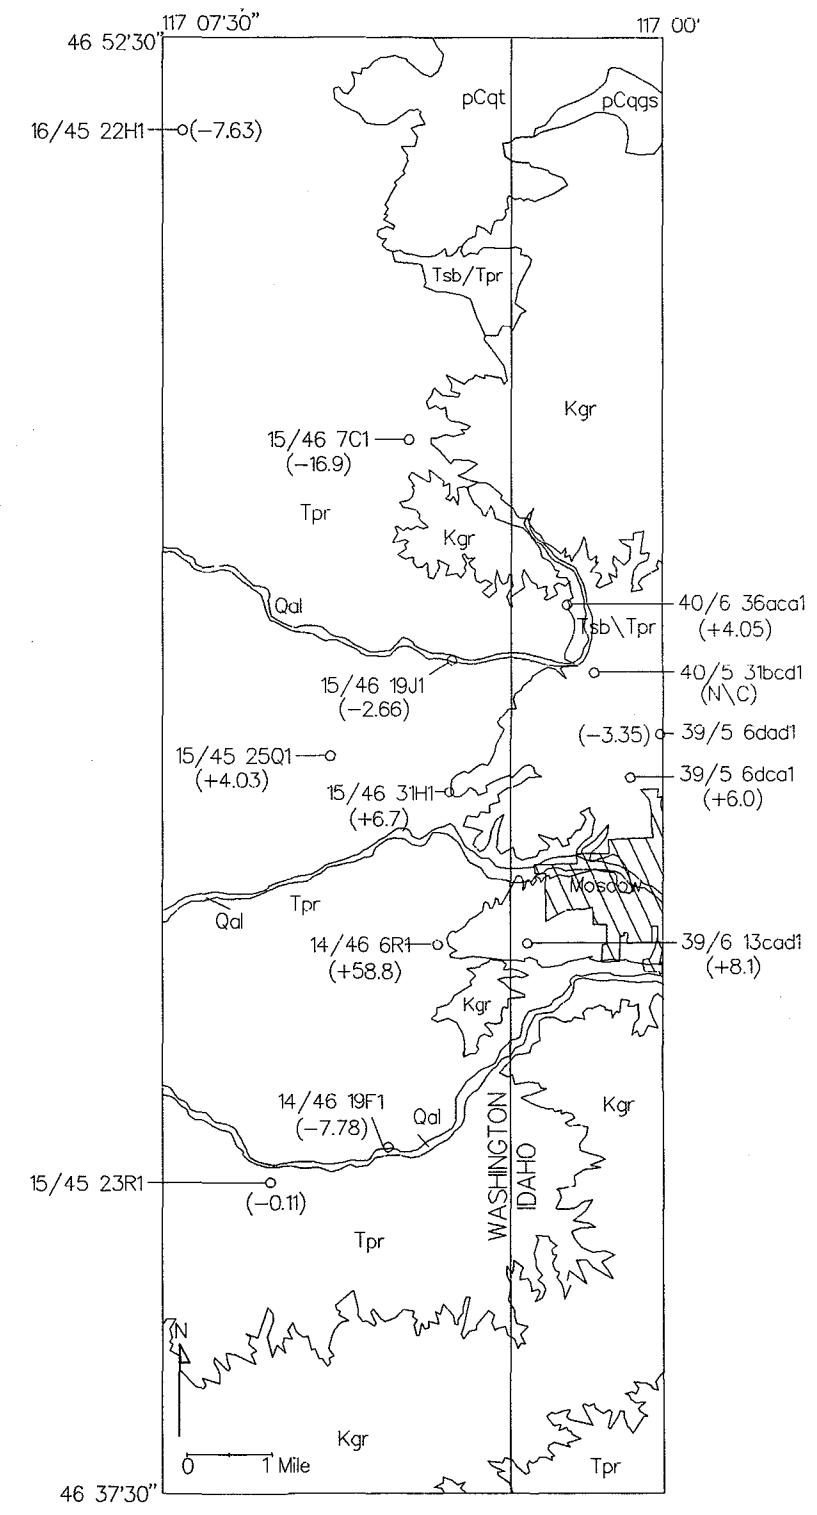 117 07'30"
117 00'
46 52'30"
pCqt
pCqgs
16/45 22H1
(-7.63)
Tsb/Tpr
Kgr
15/46 7C1
(-16.9)
Tpr
Kgr
Qal
40/6 36aca1
(+4.05)
Tsb\Tpr
40/5 31bcd1
(N\C)
15/46 19J1
(-2.66)
(-3.35)
39/5 6dad1
15/45 25Q1
(+4.03)
39/5 6dca1
(+6.0)
15/46 31H1
(+6.7)
Moscow
Tpr
Qal
14/46 6R1
(+58.8)
39/6 13cad1
(+8.1)
Kgr
14/46 19F1
(-7.78)
Qal
Kgr
WASHINGTON
IDAHO
15/45 23R1
(-0.11)
Tpr
N
Kgr
0 1 Mile
Tpr
46 37'30"